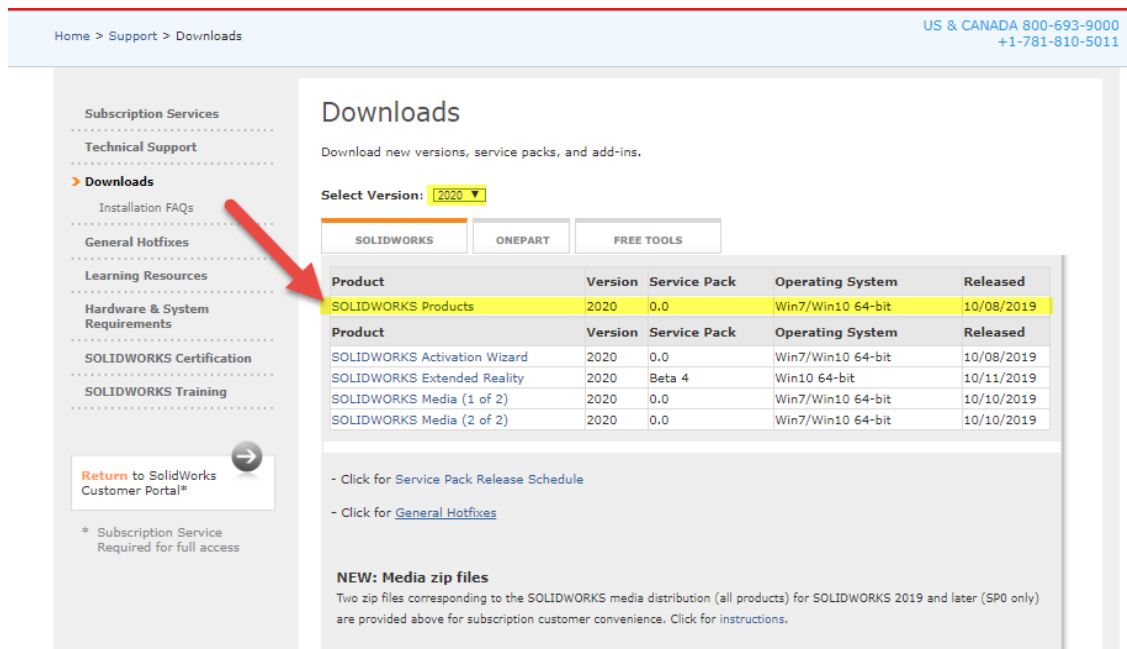 Home > Support > Downloads
US & CANADA 800-693-9000
+1-781-810-5011
Subscription Services
Technical Support
Downloads
Installation FAQs
General Hotfixes
Learning Resources
Hardware & System
Requirements
SOLIDWORKS Certification
SOLIDWORKS Training
Return to SolidWorks
Customer Portal*
* Subscription Service
Required for full access
Downloads
Download new versions, service packs, and add-ins.
Select Version: 2020
SOLIDWORKS ONEPART FREE TOOLS
Product Version Service Pack Operating System Released
SOLIDWORKS Products 2020 0.0 Win7/Win10 64-bit 10/08/2019
Product Version Service Pack Operating System Released
SOLIDWORKS Activation Wizard 2020 0.0 Win7/Win10 64-bit 10/08/2019
SOLIDWORKS Extended Reality 2020 Beta 4 Win10 64-bit 10/11/2019
SOLIDWORKS Media (1 of 2) 2020 0.0 Win7/Win10 64-bit 10/10/2019
SOLIDWORKS Media (2 of 2) 2020 0.0 Win7/Win10 64-bit 10/10/2019
- Click for Service Pack Release Schedule
- Click for General Hotfixes
NEW: Media zip files
Two zip files corresponding to the SOLIDWORKS media distribution (all products) for SOLIDWORKS 2019 and later (SP0 only)
are provided above for subscription customer convenience. Click for instructions.